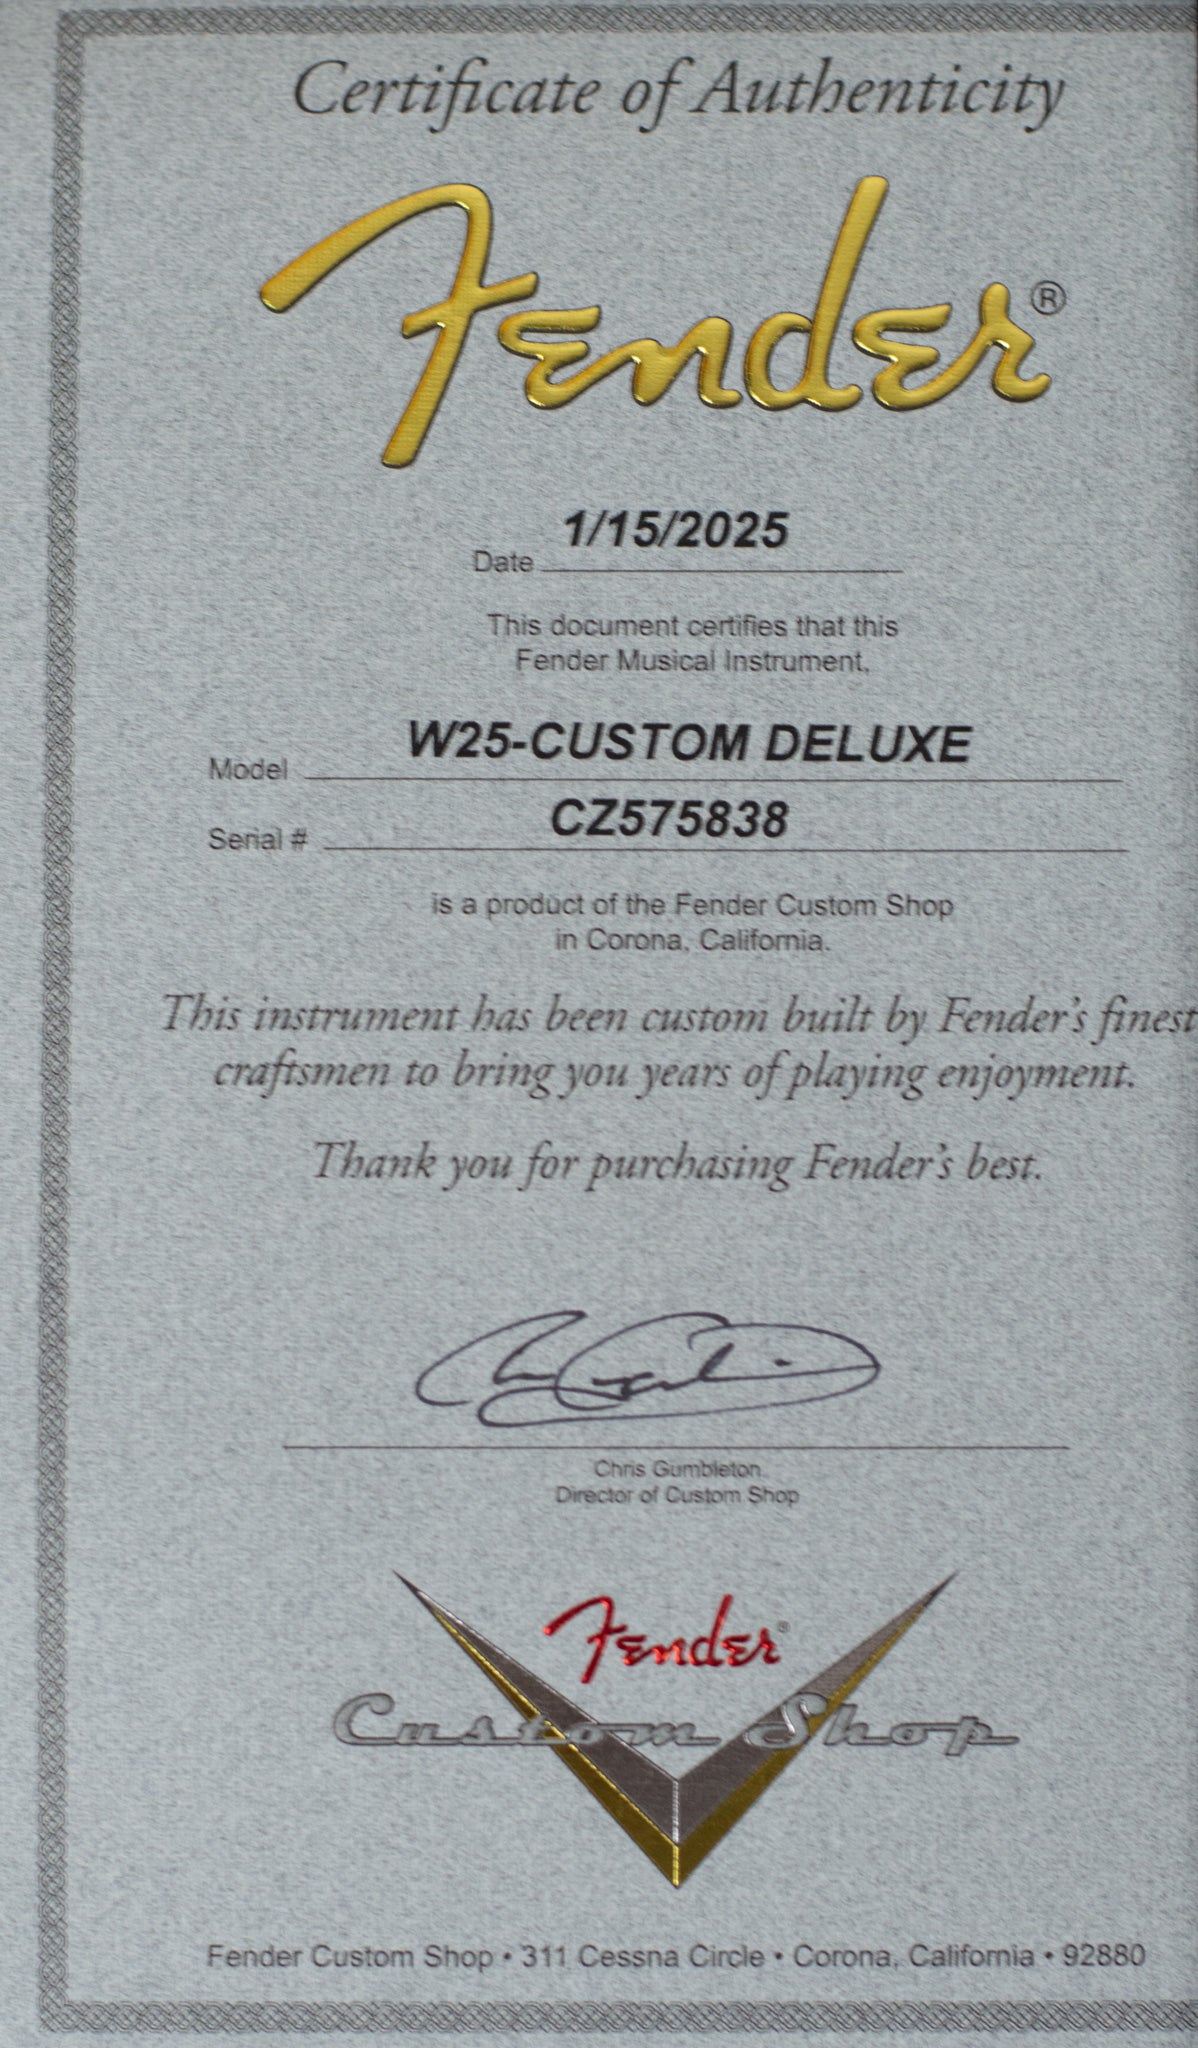 Certificate of Authenticity
Fender®
Date 1/15/2025
This document certifies that this
Fender Musical Instrument,
Model W25-CUSTOM DELUXE
Serial # CZ575838
is a product of the Fender Custom Shop
in Corona, California.
This instrument has been custom built by Fender's finest
craftsmen to bring you years of playing enjoyment.
Thank you for purchasing Fender's best.
Chris Gumbleton
Director of Custom Shop
Fender®
Custom Shop
Fender Custom Shop • 311 Cessna Circle • Corona, California • 92880